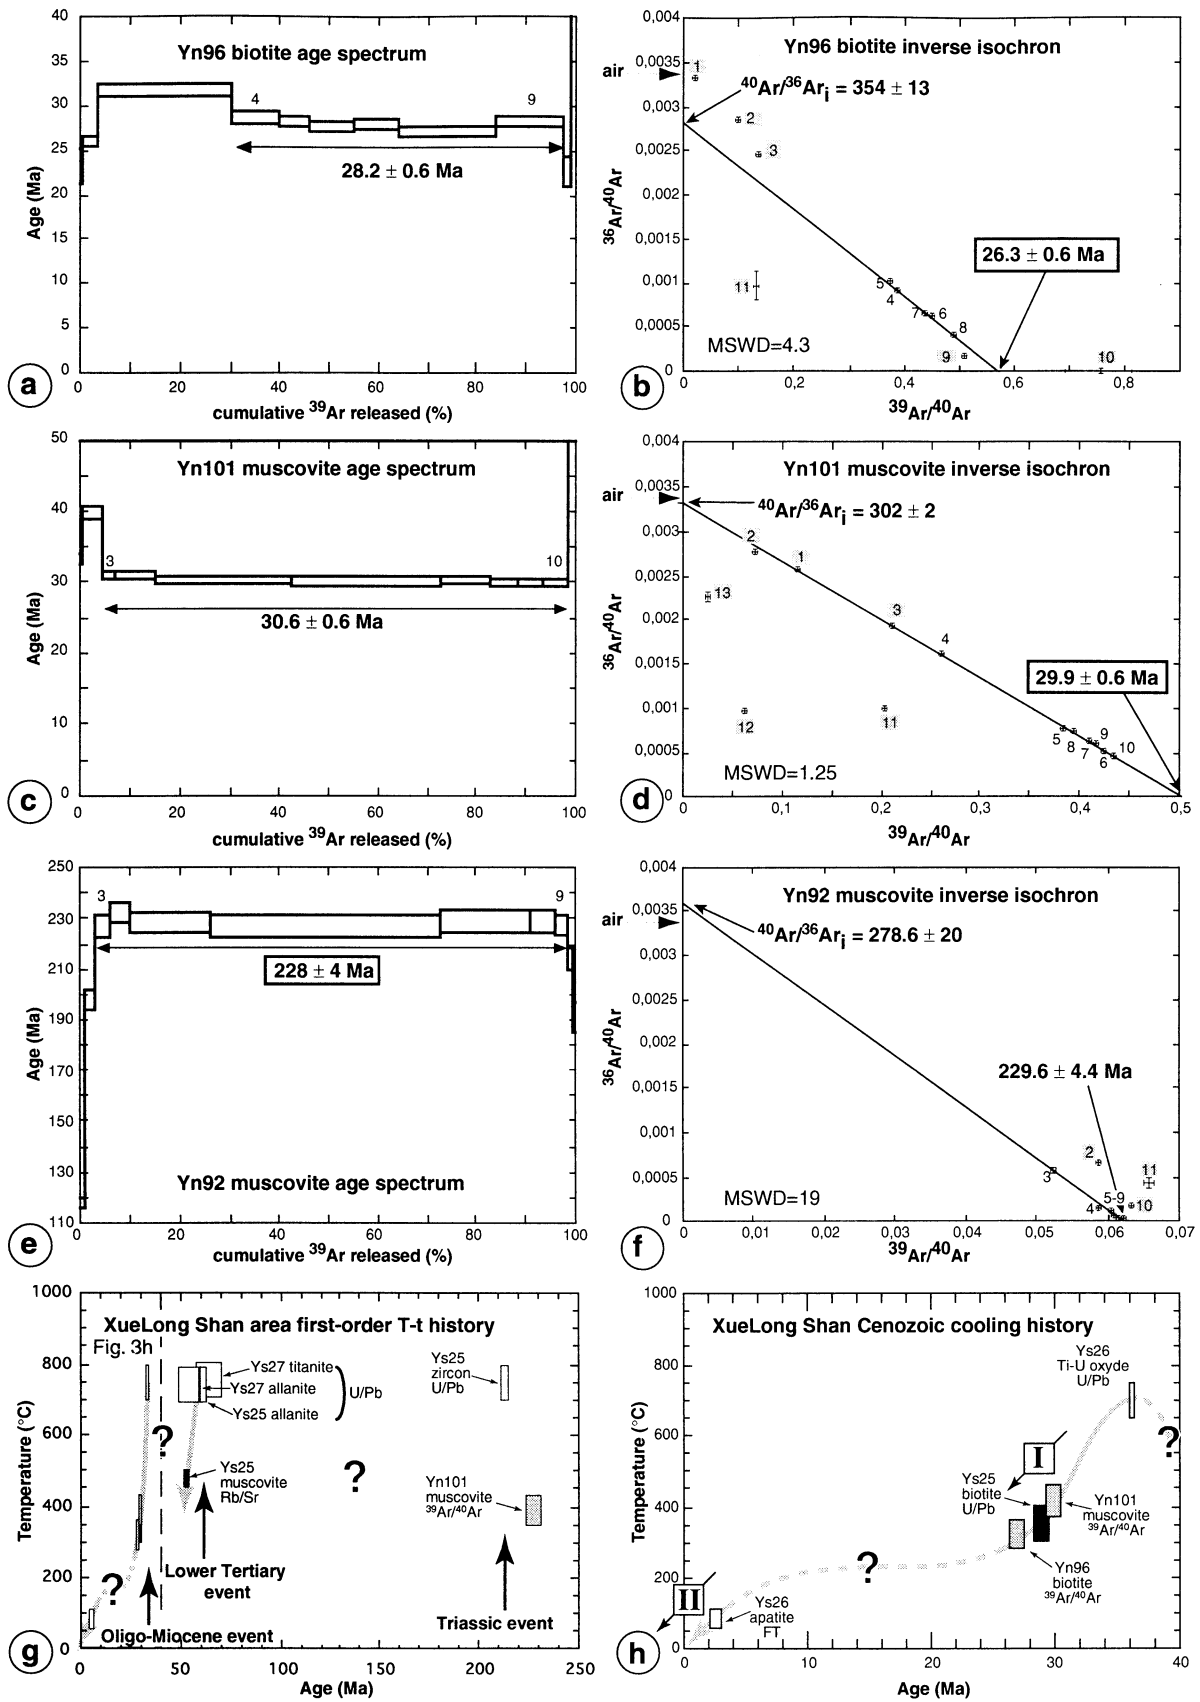 Yn96 biotite age spectrum
40
35
30
25
20
15
10
5
0
4
9
28.2 ± 0.6 Ma
Age (Ma)
0 20 40 60 80 100
cumulative 39Ar released (%)
a
Yn96 biotite inverse isochron
0,004
0,0035
0,003
0,0025
0,002
0,0015
0,001
0,0005
0
air
40Ar/36Ari = 354 ± 13
1
2
3
26.3 ± 0.6 Ma
11
5
4
7
6
8
9
10
MSWD=4.3
36Ar/40Ar
0 0,2 0,4 0,6 0,8
39Ar/40Ar
b
Yn101 muscovite age spectrum
50
40
30
20
10
0
3
10
30.6 ± 0.6 Ma
Age (Ma)
0 20 40 60 80 100
cumulative 39Ar released (%)
c
Yn101 muscovite inverse isochron
0,004
0,0035
0,003
0,0025
0,002
0,0015
0,001
0,0005
0
air
40Ar/36Ari = 302 ± 2
2
1
13
3
4
29.9 ± 0.6 Ma
12
11
5
8
7
9
6
10
MSWD=1.25
36Ar/40Ar
0 0,1 0,2 0,3 0,4 0,5
39Ar/40Ar
d
250
230
210
190
170
150
130
110
3
9
228 ± 4 Ma
Yn92 muscovite age spectrum
Age (Ma)
0 20 40 60 80 100
cumulative 39Ar released (%)
e
Yn92 muscovite inverse isochron
0,004
0,0035
0,003
0,0025
0,002
0,0015
0,001
0,0005
0
air
40Ar/36Ari = 278.6 ± 20
229.6 ± 4.4 Ma
2
3
11
5-9
4
10
MSWD=19
36Ar/40Ar
0 0,01 0,02 0,03 0,04 0,05 0,06 0,07
39Ar/40Ar
f
1000
800
600
400
200
0
XueLong Shan area first-order T-t history
Fig. 3h
Ys27 titanite
Ys27 allanite
Ys25 allanite
U/Pb
Ys25
zircon
U/Pb
?
?
?
Ys25
muscovite
Rb/Sr
Yn101
muscovite
39Ar/40Ar
Lower Tertiary
event
Triassic event
Oligo-Miocene event
Temperature (°C)
0 50 100 150 200 250
Age (Ma)
g
1000
800
600
400
200
0
XueLong Shan Cenozoic cooling history
Ys26
Ti-U oxyde
U/Pb
?
I
Ys25
biotite
U/Pb
Yn101
muscovite
39Ar/40Ar
?
Yn96
biotite
39Ar/40Ar
II
Ys26
apatite
FT
Temperature (°C)
0 10 20 30 40
Age (Ma)
h